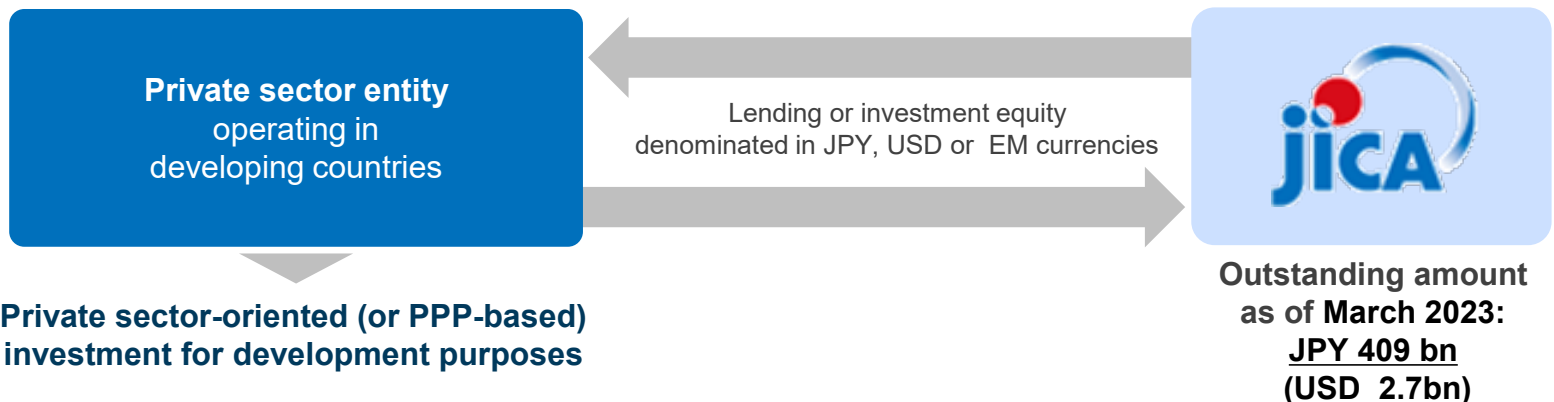 Private sector entity
operating in
developing countries
Lending or investment equity
denominated in JPY, USD or EM currencies
jICA
Private sector-oriented (or PPP-based)
investment for development purposes
Outstanding amount
as of March 2023:
JPY 409 bn
(USD 2.7bn)